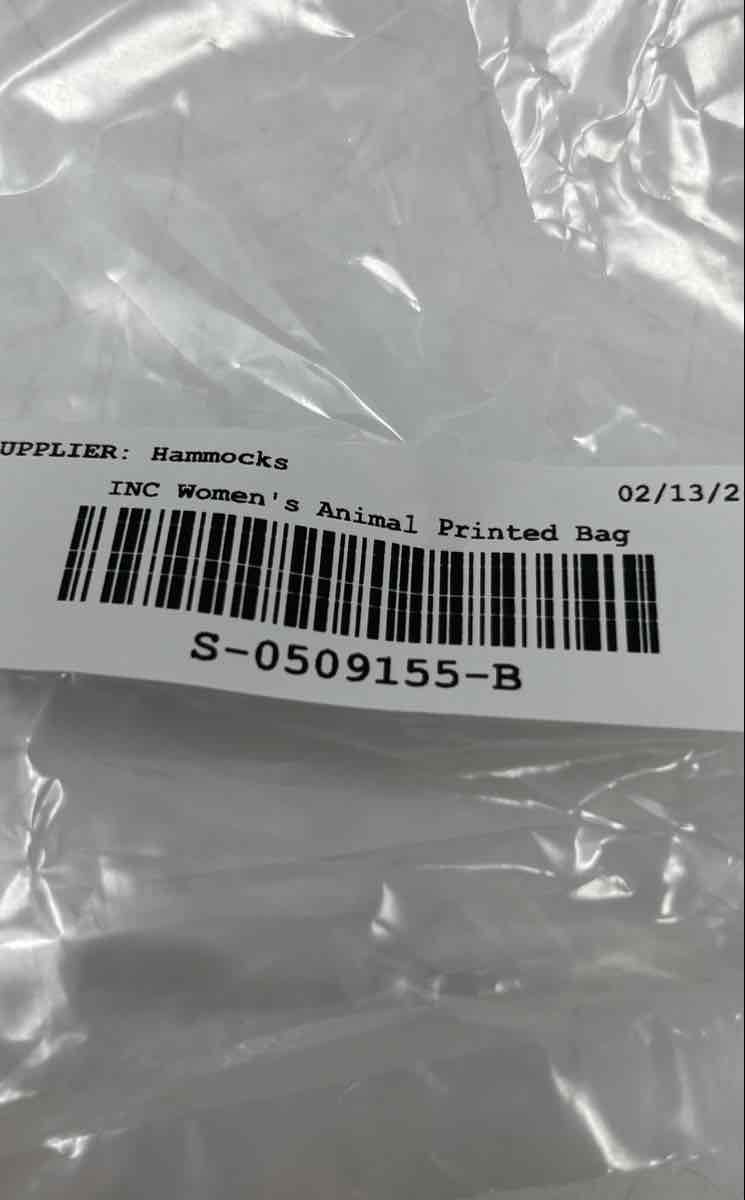 UPPLIER: Hammocks
02/13/2
INC Women's Animal Printed Bag
S-0509155-B